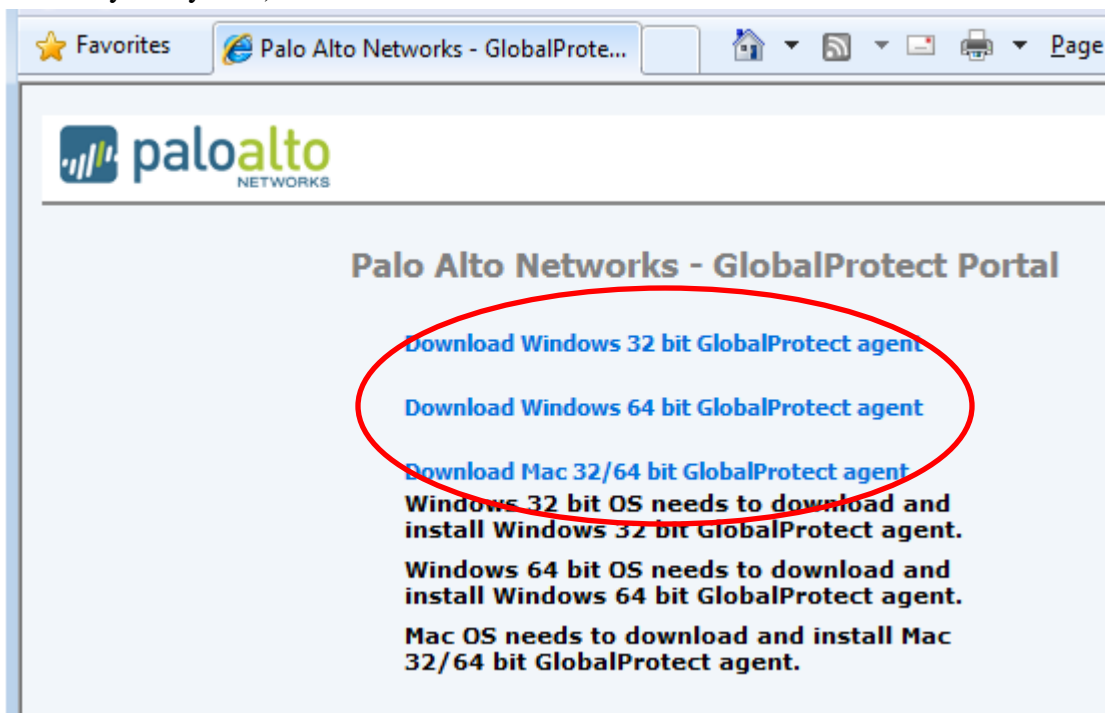 Favorites
Palo Alto Networks - GlobalProte...
Page
paloalto
NETWORKS
Palo Alto Networks - GlobalProtect Portal
Download Windows 32 bit GlobalProtect agent
Download Windows 64 bit GlobalProtect agent
Download Mac 32/64 bit GlobalProtect agent
Windows 32 bit OS needs to download and
install Windows 32 bit GlobalProtect agent.
Windows 64 bit OS needs to download and
install Windows 64 bit GlobalProtect agent.
Mac OS needs to download and install Mac
32/64 bit GlobalProtect agent.